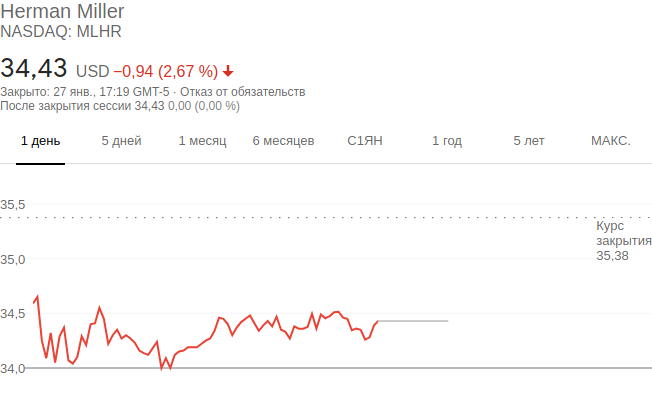 Herman Miller
NASDAQ: MLHR
34,43 USD −0,94 (2,67 %)
Закрыто: 27 янв., 17:19 GMT-5 · Отказ от обязательств
После закрытия сессии 34,43 0,00 (0,00 %)
1 день 5 дней 1 месяц 6 месяцев С1ЯН 1 год 5 лет МАКС.
35,5
Курс
закрытия
35,38
35,0
34,5
34,0